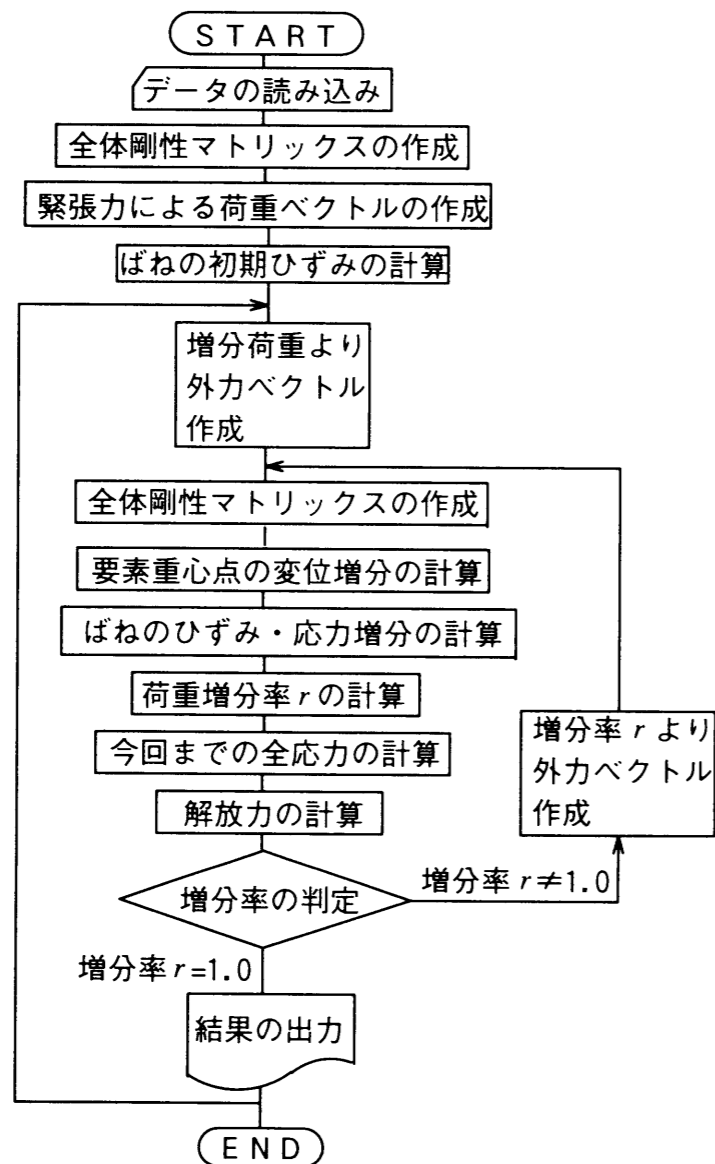 START
データの読み込み
全体剛性マトリックスの作成
緊張力による荷重ベクトルの作成
ばねの初期ひずみの計算
増分荷重より
外力ベクトル
作成
全体剛性マトリックスの作成
要素重心点の変位増分の計算
ばねのひずみ・応力増分の計算
荷重増分率rの計算
今回までの全応力の計算
解放力の計算
増分率rより
外力ベクトル
作成
増分率の判定
増分率r≠1.0
増分率r=1.0
結果の出力
END